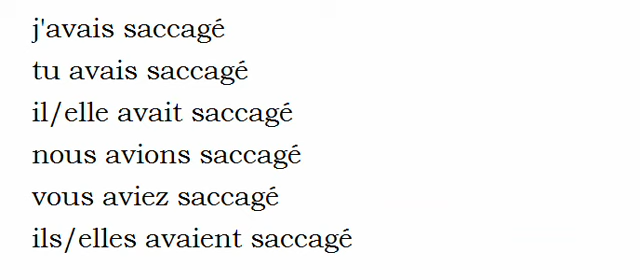 j'avais saccagé
tu avais saccagé
il/elle avait saccagé
nous avions saccagé
vous aviez saccagé
ils/elles avaient saccagé